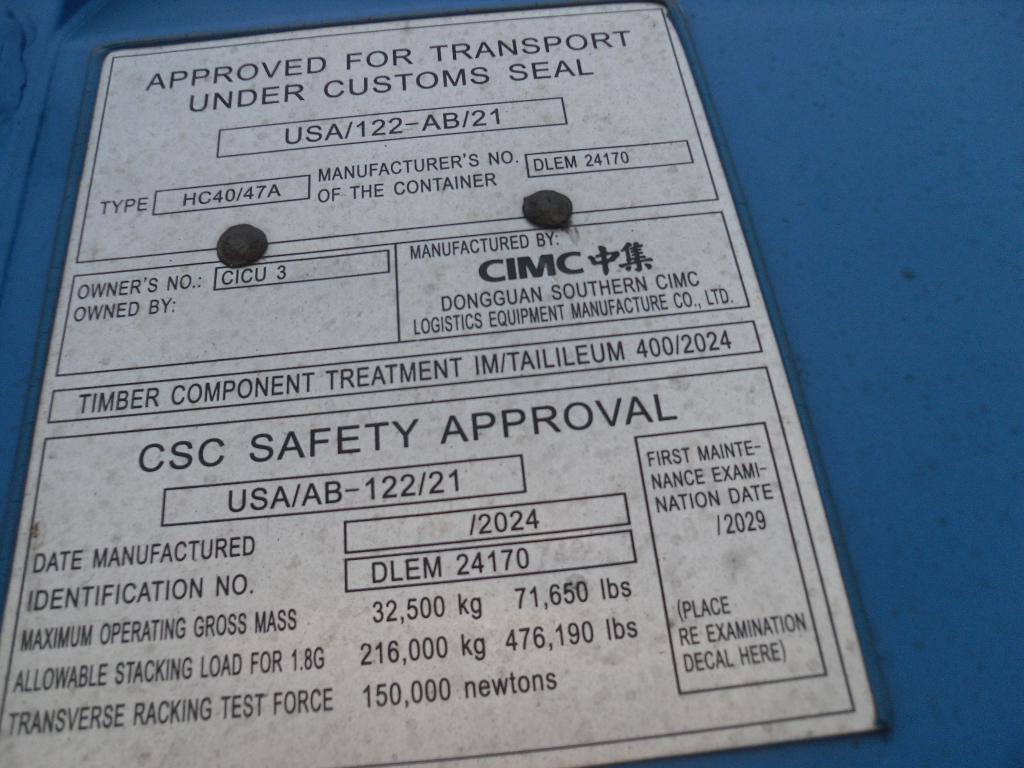 APPROVED FOR TRANSPORT
UNDER CUSTOMS SEAL
USA/122-AB/21
TYPE HC40/47A
MANUFACTURER'S NO.
OF THE CONTAINER
DLEM 24170
OWNER'S NO.: CICU 3
OWNED BY:
MANUFACTURED BY:
CIMC 中集
DONGGUAN SOUTHERN CIMC
LOGISTICS EQUIPMENT MANUFACTURE CO., LTD.
TIMBER COMPONENT TREATMENT IM/TAILILEUM 400/2024
CSC SAFETY APPROVAL
USA/AB-122/21
DATE MANUFACTURED /2024
IDENTIFICATION NO. DLEM 24170
MAXIMUM OPERATING GROSS MASS 32,500 kg 71,650 lbs
ALLOWABLE STACKING LOAD FOR 1.8G 216,000 kg 476,190 lbs
TRANSVERSE RACKING TEST FORCE 150,000 newtons
FIRST MAINTE-
NANCE EXAMI-
NATION DATE
/2029
(PLACE
RE EXAMINATION
DECAL HERE)